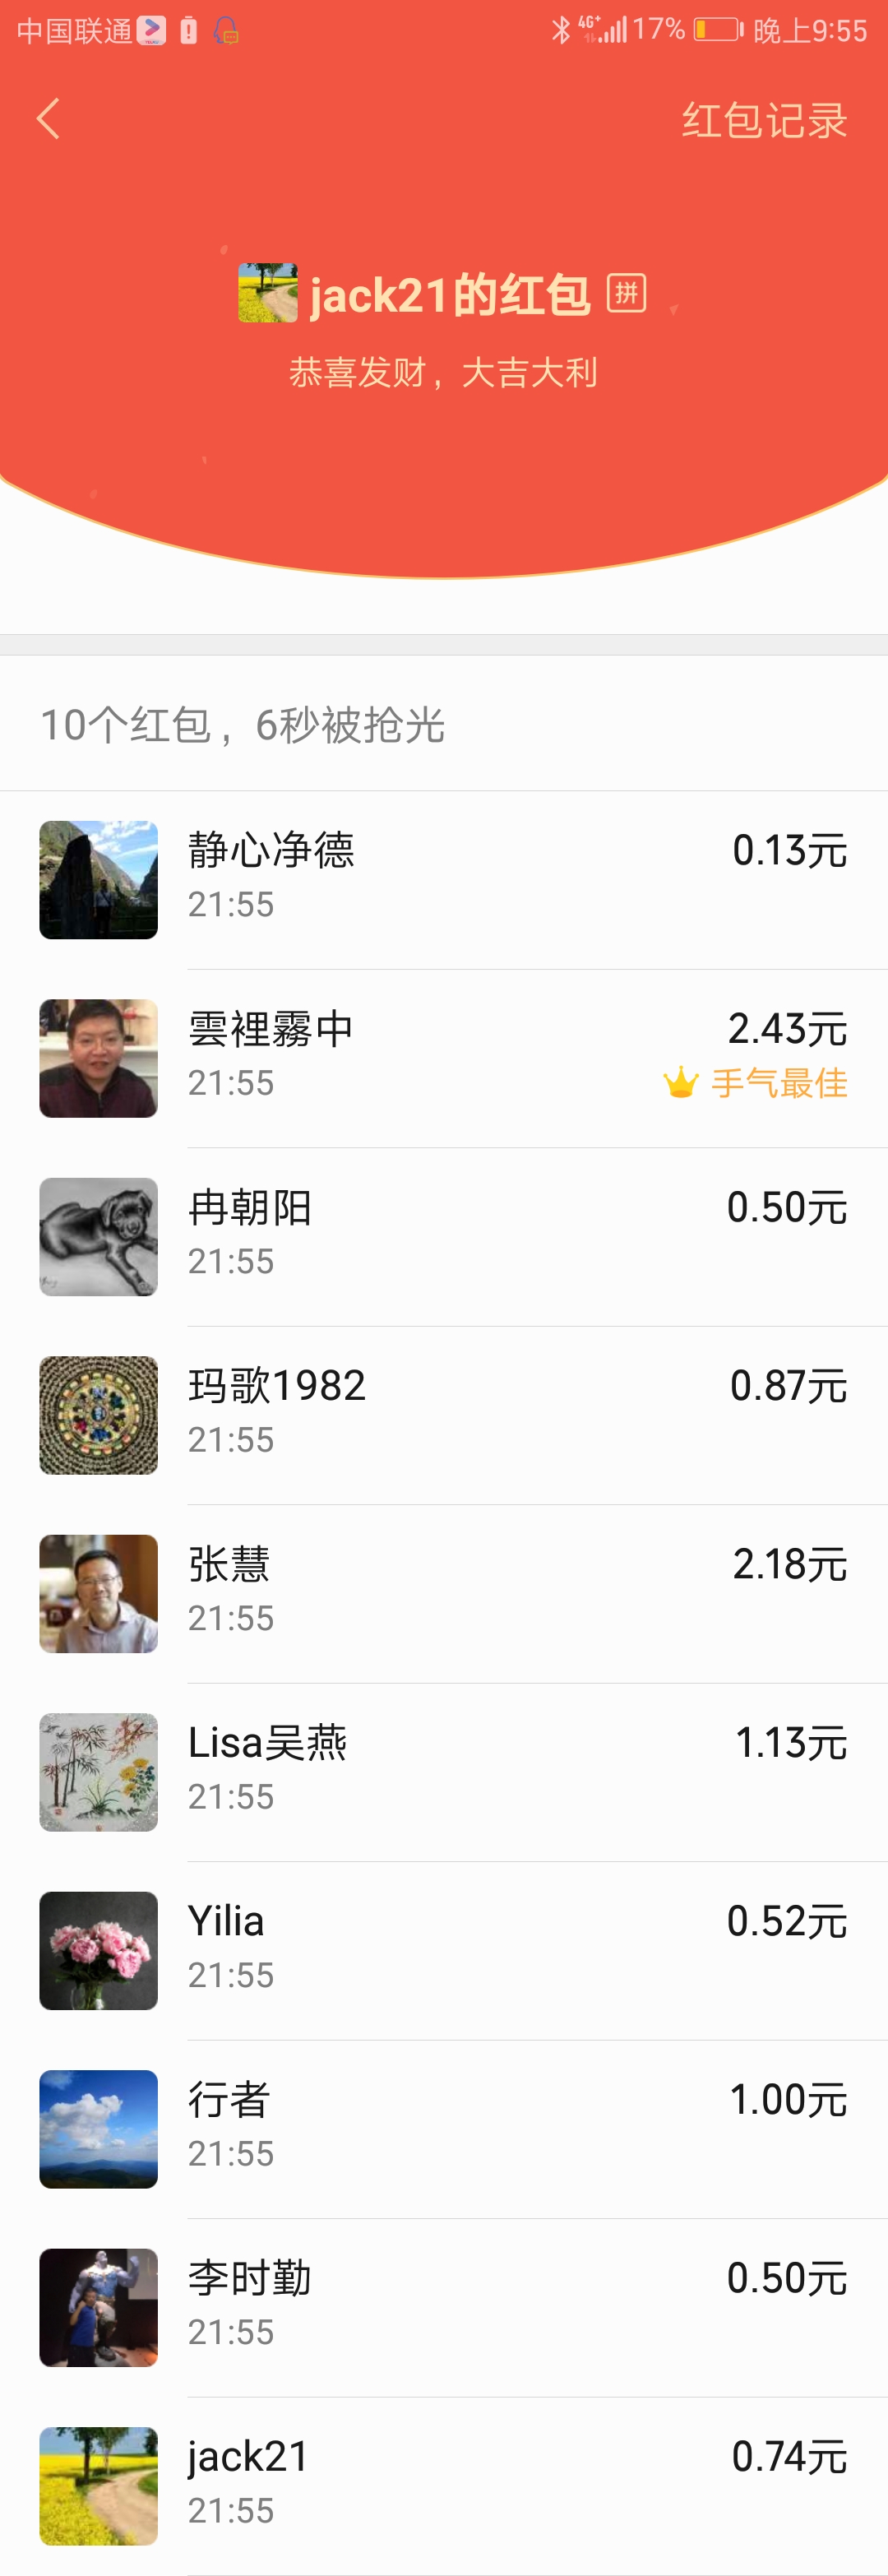 中国联通 4G+ 17% 晚上9:55
红包记录
jack21的红包 拼
恭喜发财，大吉大利
10个红包，6秒被抢光
静心净德 0.13元
21:55
雲裡霧中 2.43元
21:55 手气最佳
冉朝阳 0.50元
21:55
玛歌1982 0.87元
21:55
张慧 2.18元
21:55
Lisa吴燕 1.13元
21:55
Yilia 0.52元
21:55
行者 1.00元
21:55
李时勤 0.50元
21:55
jack21 0.74元
21:55